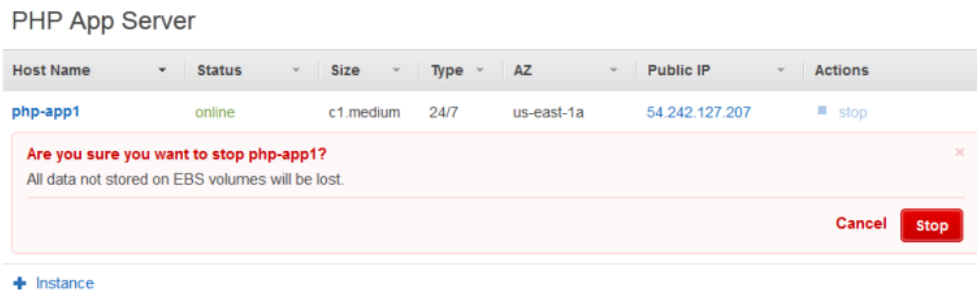 PHP App Server
Host Name Status Size Type AZ Public IP Actions
php-app1 online c1.medium 24/7 us-east-1a 54.242.127.207 stop
Are you sure you want to stop php-app1?
All data not stored on EBS volumes will be lost.
Cancel Stop
Instance